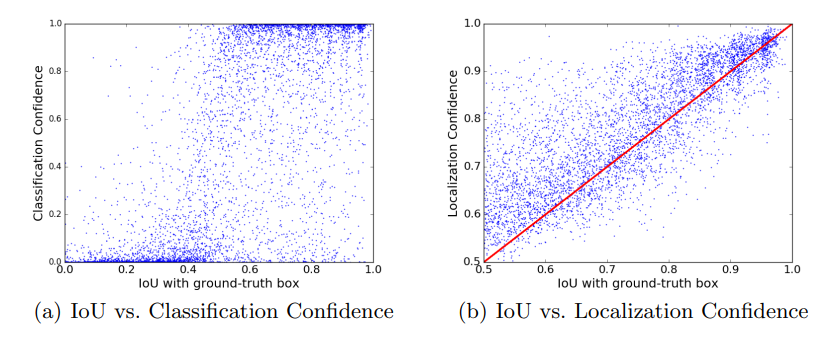 1.0
0.8
0.6
0.4
0.2
0.0
Classification Confidence
0.0 0.2 0.4 0.6 0.8 1.0
IoU with ground-truth box
(a) IoU vs. Classification Confidence
1.0
0.9
0.8
0.7
0.6
0.5
Localization Confidence
0.5 0.6 0.7 0.8 0.9 1.0
IoU with ground-truth box
(b) IoU vs. Localization Confidence